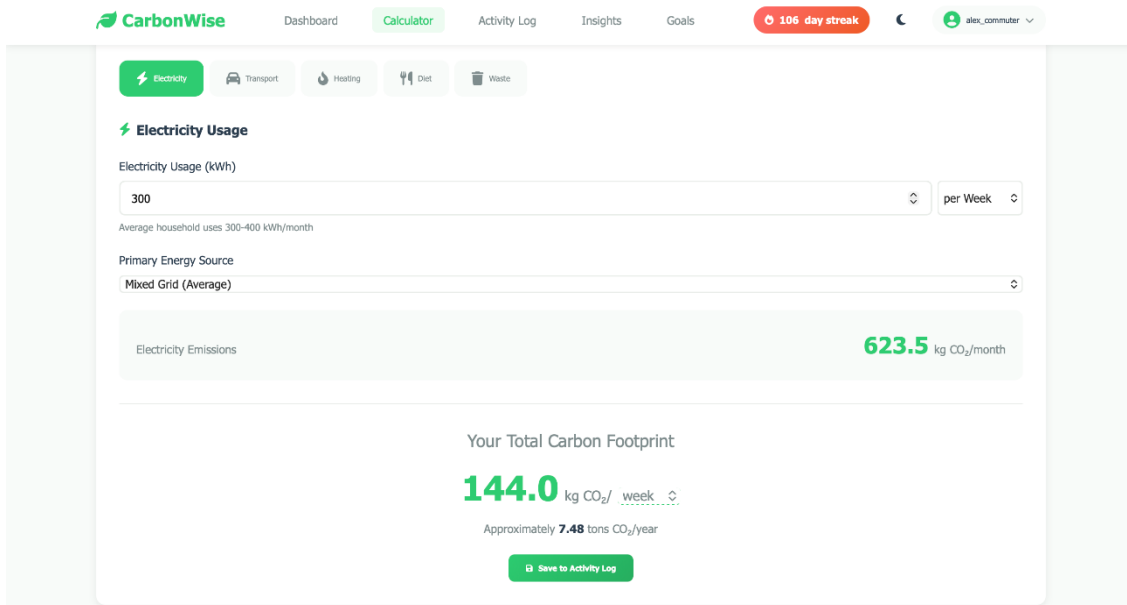 CarbonWise Dashboard Calculator Activity Log Insights Goals 106 day streak alex_commuter
Electricity Transport Heating Diet Waste
Electricity Usage
Electricity Usage (kWh)
300 per Week
Average household uses 300-400 kWh/month
Primary Energy Source
Mixed Grid (Average)
Electricity Emissions 623.5 kg CO₂/month
Your Total Carbon Footprint
144.0 kg CO₂/ week
Approximately 7.48 tons CO₂/year
Save to Activity Log